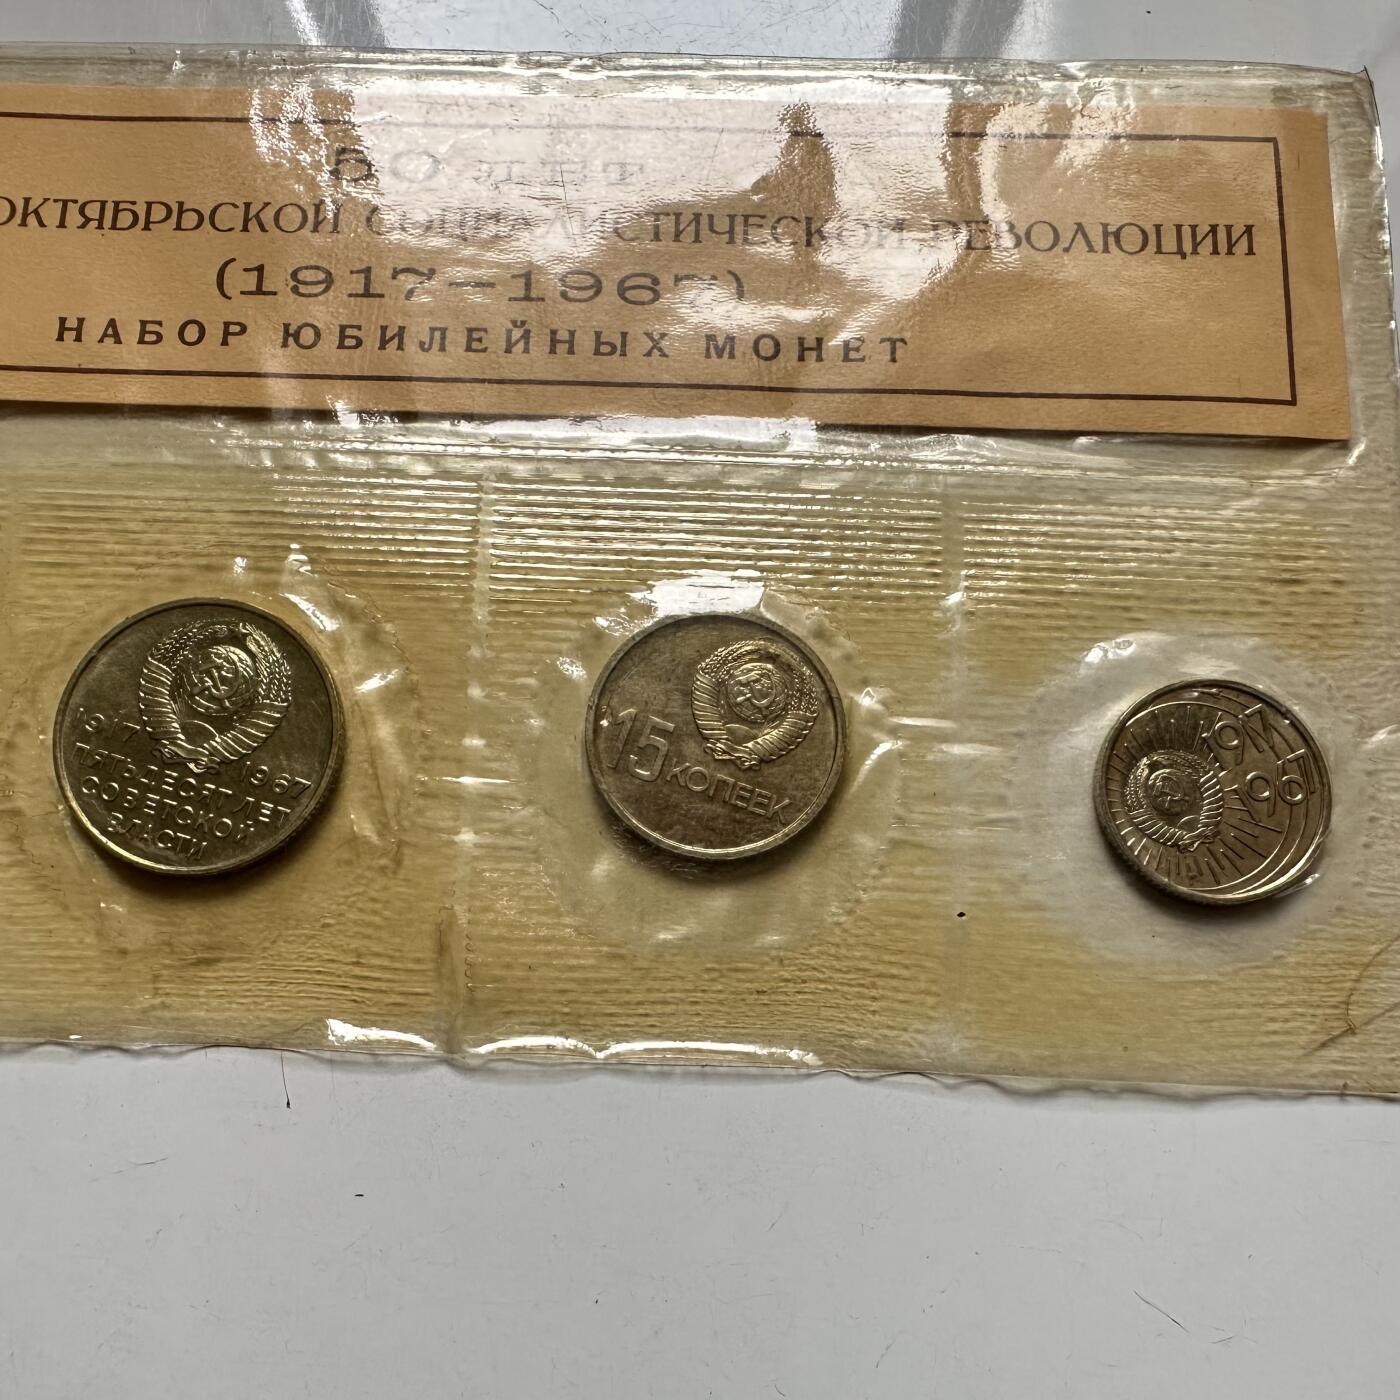 50 ЛЕТ
ОКТЯБРЬСКОЙ СОЦИАЛИСТИЧЕСКОЙ РЕВОЛЮЦИИ
(1917—1967)
НАБОР ЮБИЛЕЙНЫХ МОНЕТ
1917
1967
ПЯТЬДЕСЯТ ЛЕТ
СОВЕТСКОЙ
ВЛАСТИ
15 КОПЕЕК
1917
1967